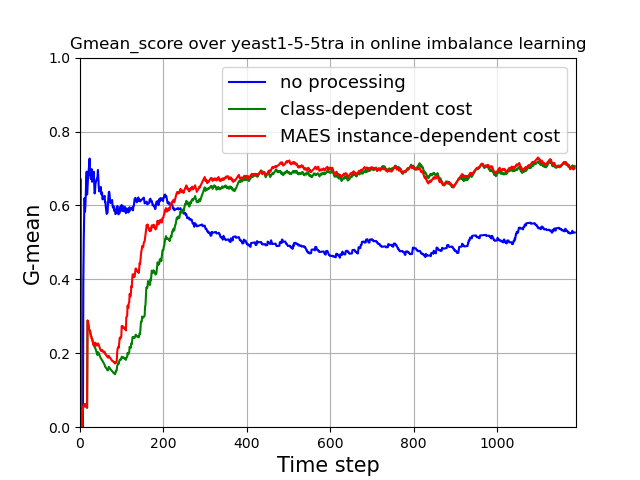 Gmean_score over yeast1-5-5tra in online imbalance learning
no processing
class-dependent cost
MAES instance-dependent cost
G-mean
1.0
0.8
0.6
0.4
0.2
0.0
0 200 400 600 800 1000
Time step